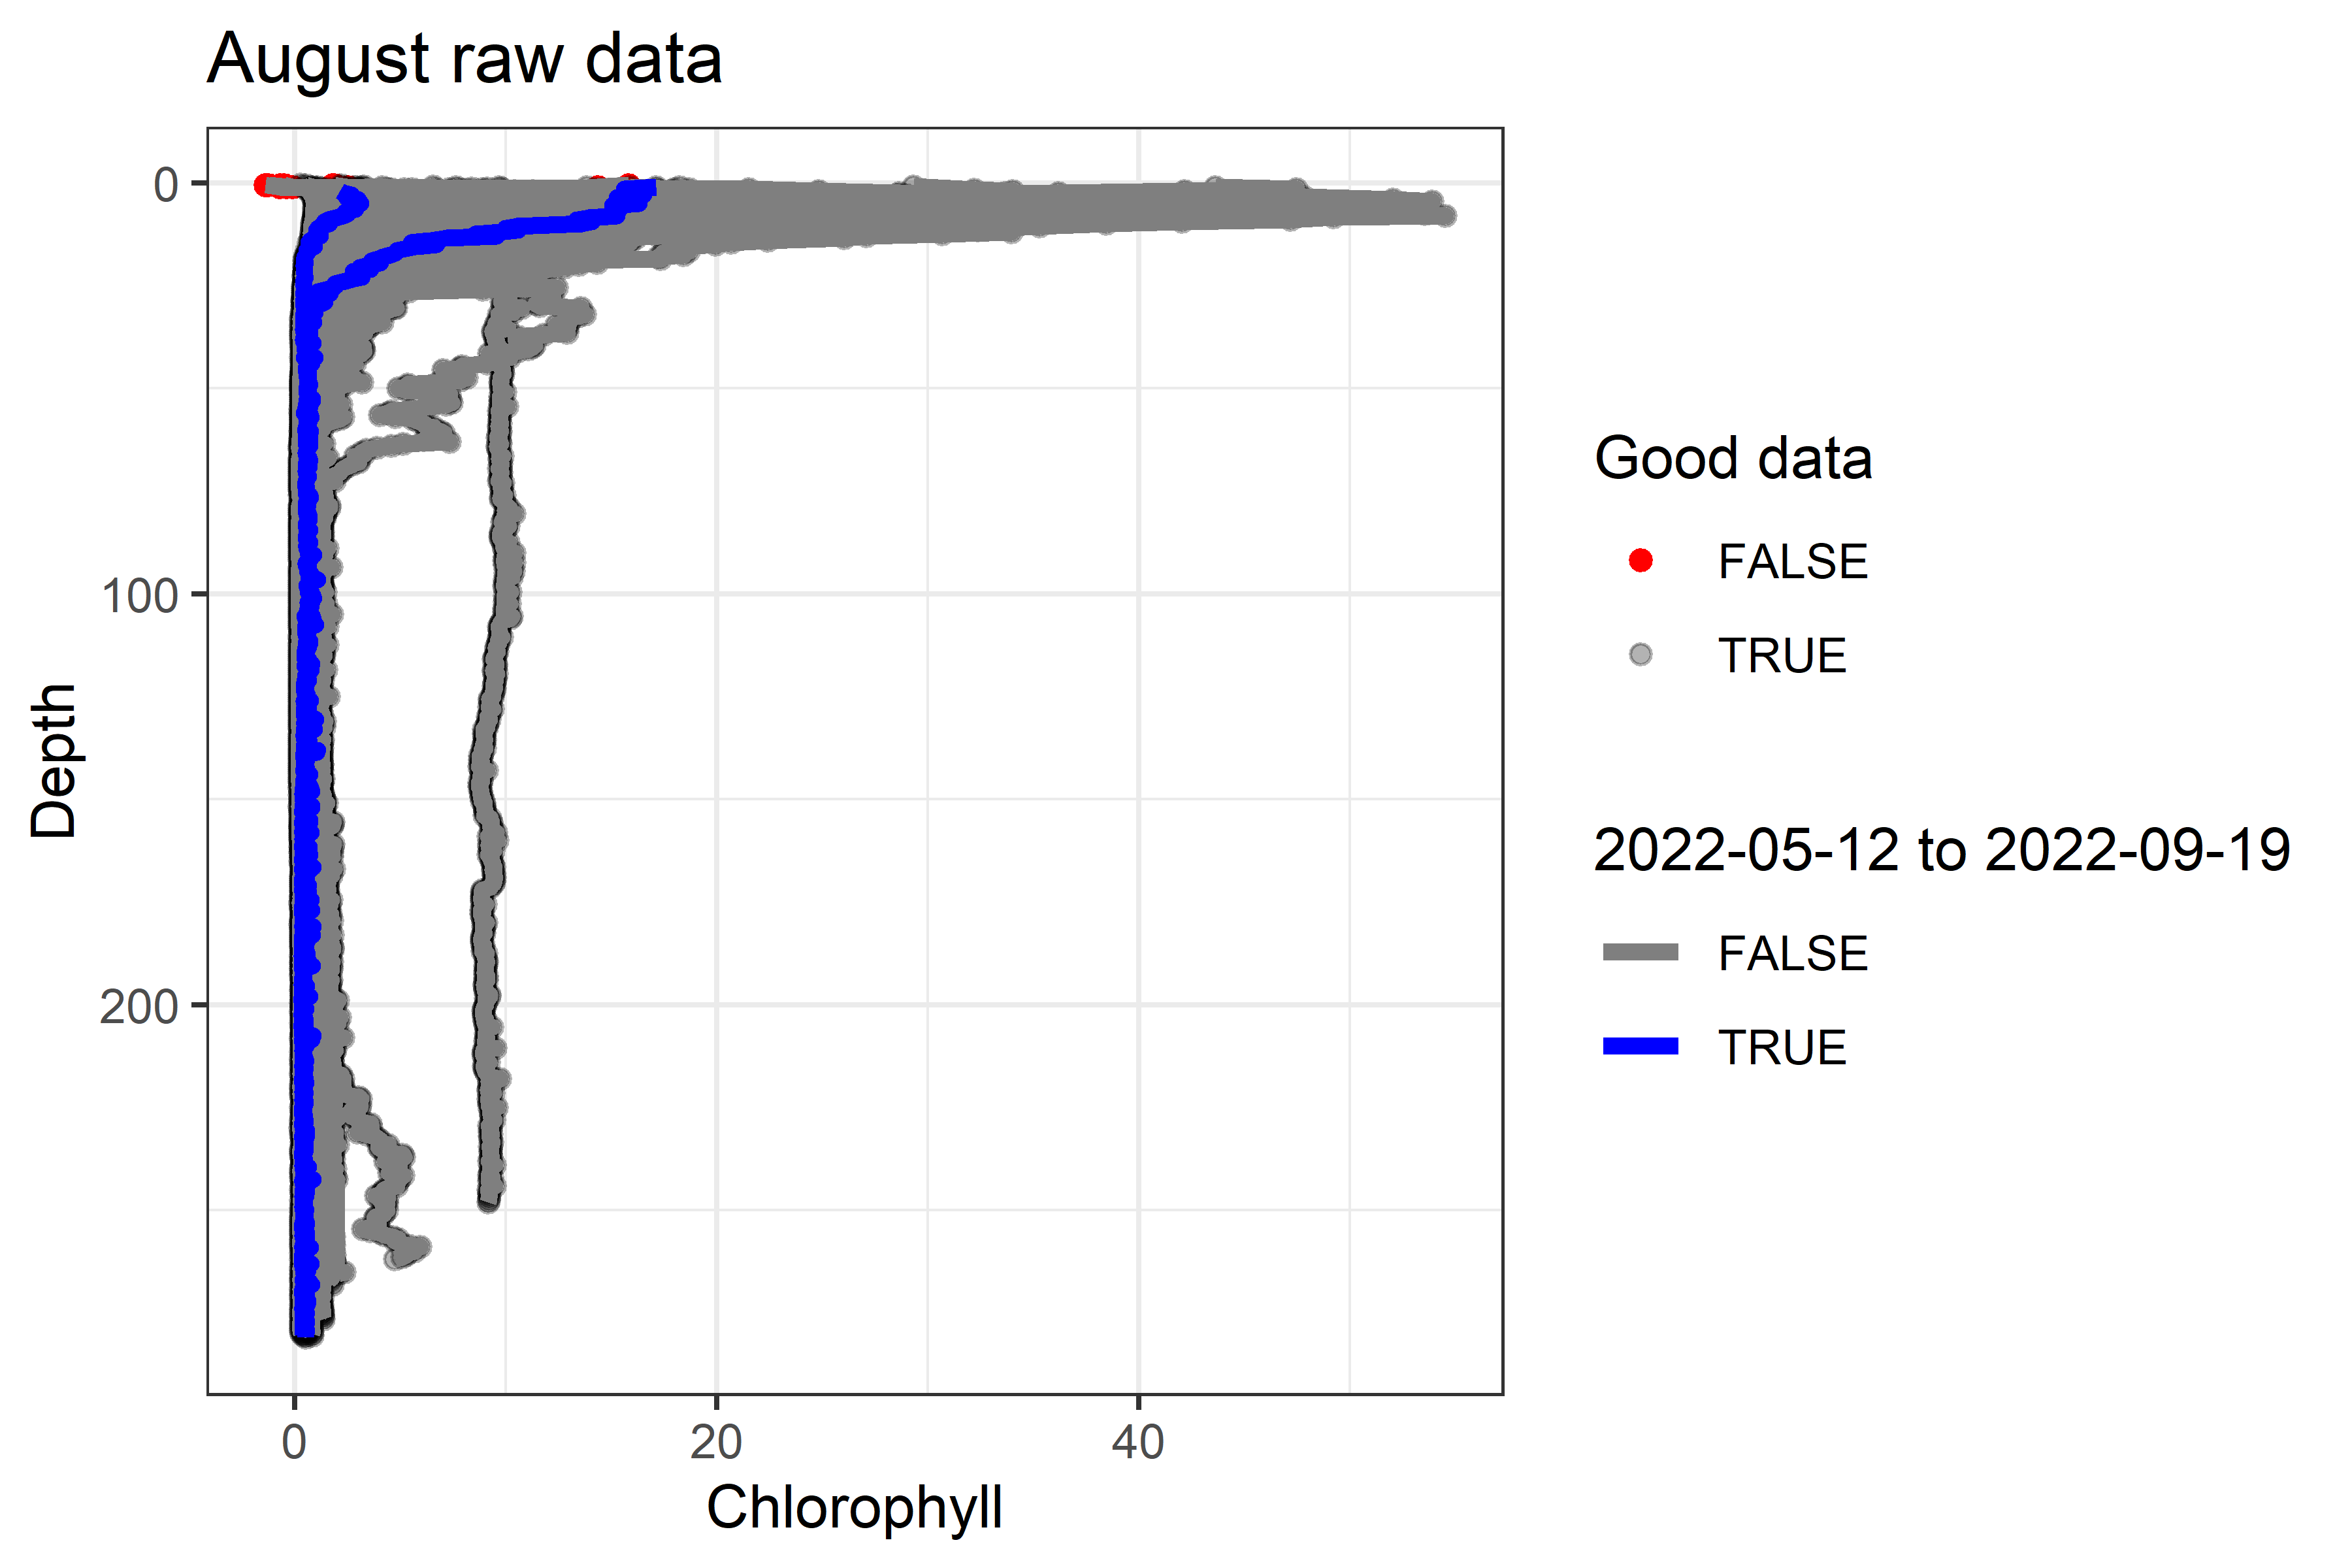 August raw data
0
100
200
Depth
0
20
40
Chlorophyll
Good data
FALSE
TRUE
2022-05-12 to 2022-09-19
FALSE
TRUE